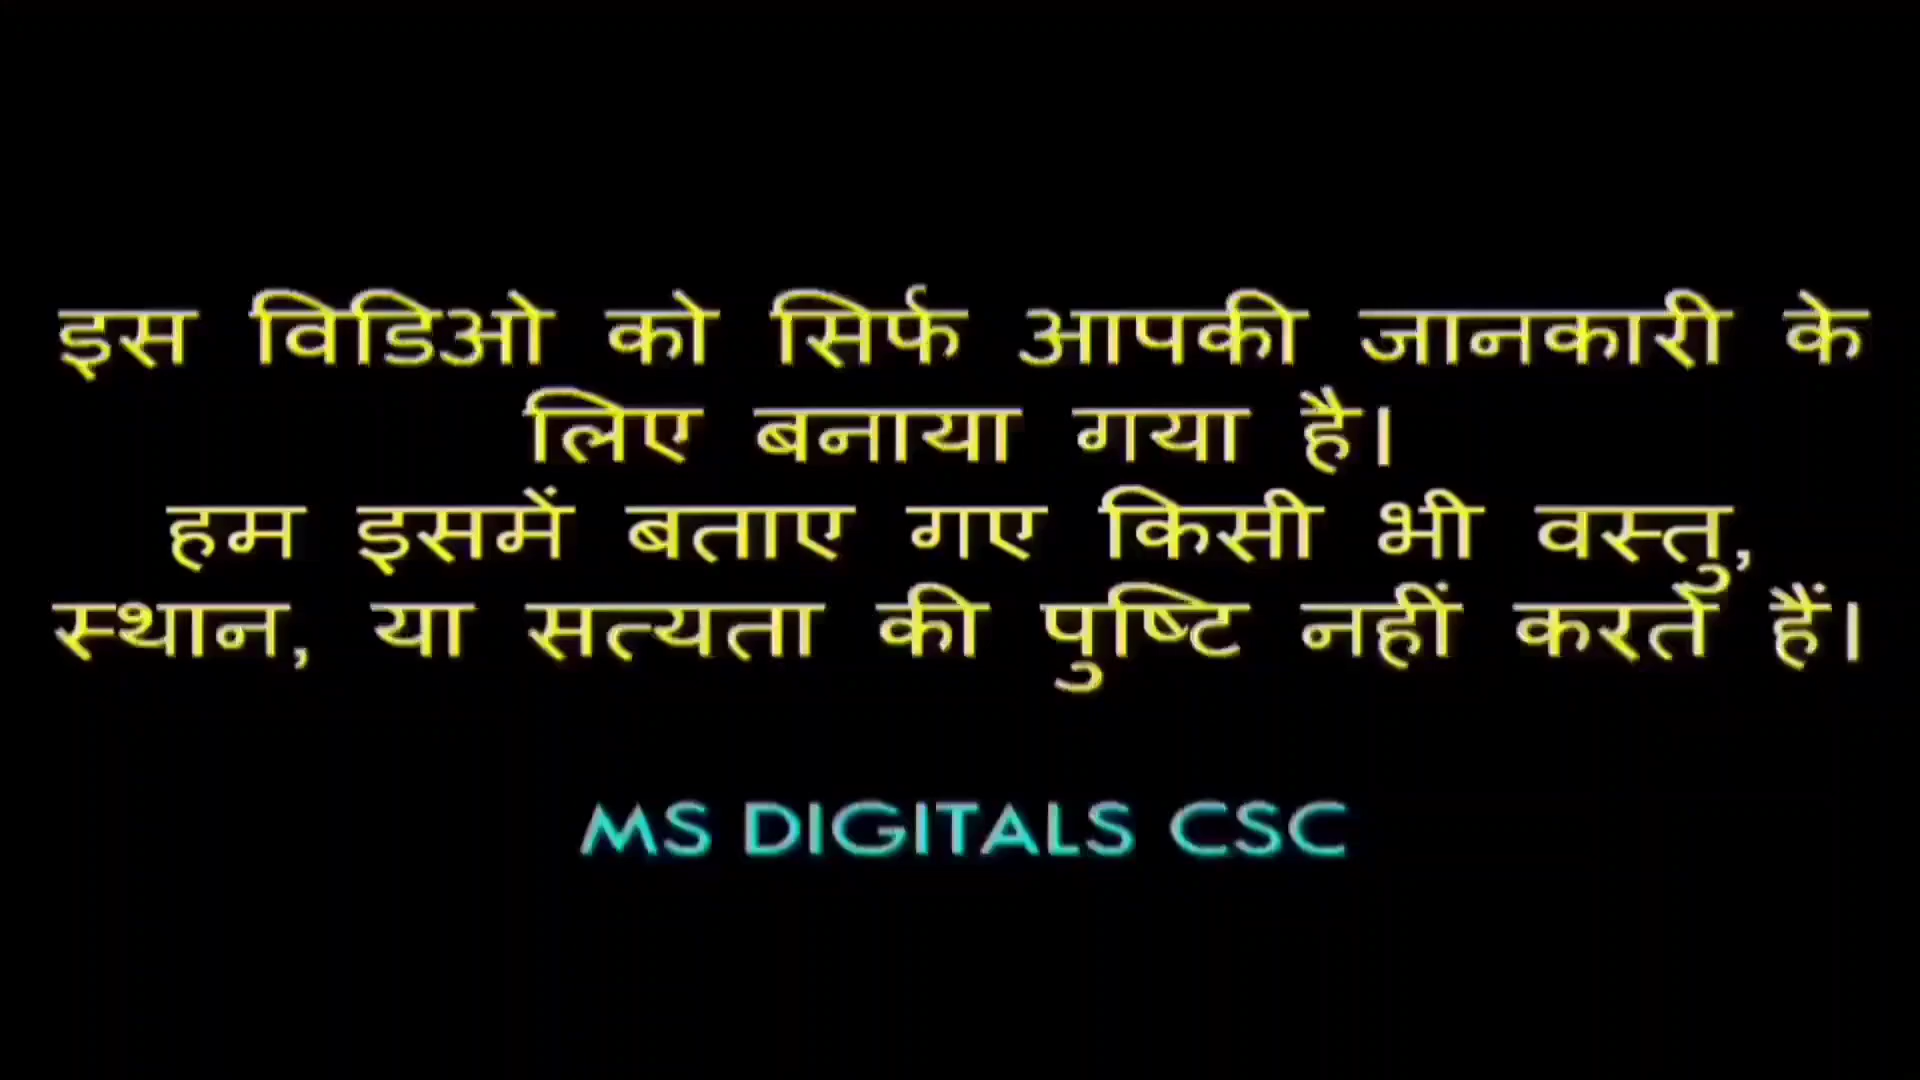 इस विडिओ को सिर्फ आपकी जानकारी के
लिए बनाया गया है।
हम इसमें बताए गए किसी भी वस्तु,
स्थान, या सत्यता की पुष्टि नहीं करते हैं।
MS DIGITALS CSC